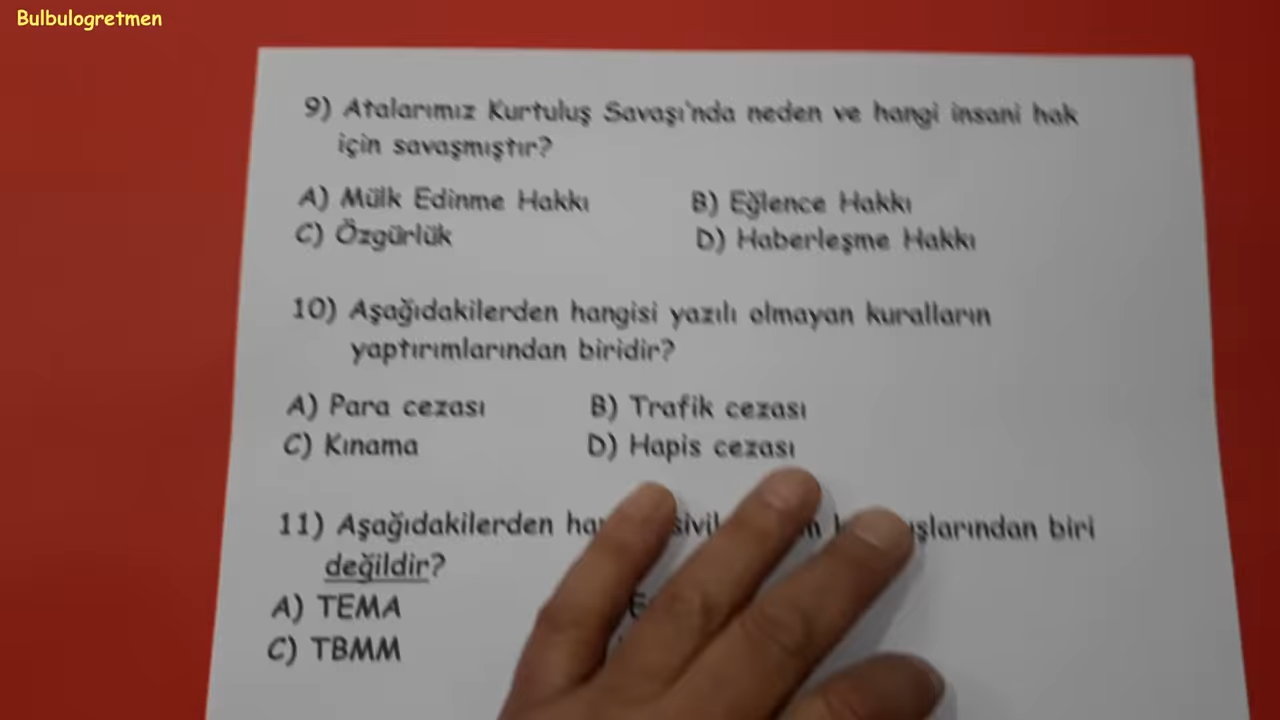 Bulbulogretmen
9) Atalarımız Kurtuluş Savaşı'nda neden ve hangi insani hak
için savaşmıştır?
A) Mülk Edinme Hakkı B) Eğlence Hakkı
C) Özgürlük D) Haberleşme Hakkı
10) Aşağıdakilerden hangisi yazılı olmayan kuralların
yaptırımlarından biridir?
A) Para cezası B) Trafik cezası
C) Kınama D) Hapis cezası
11) Aşağıdakilerden sivil biri
değildir?
A) TEMA
C) TBMM